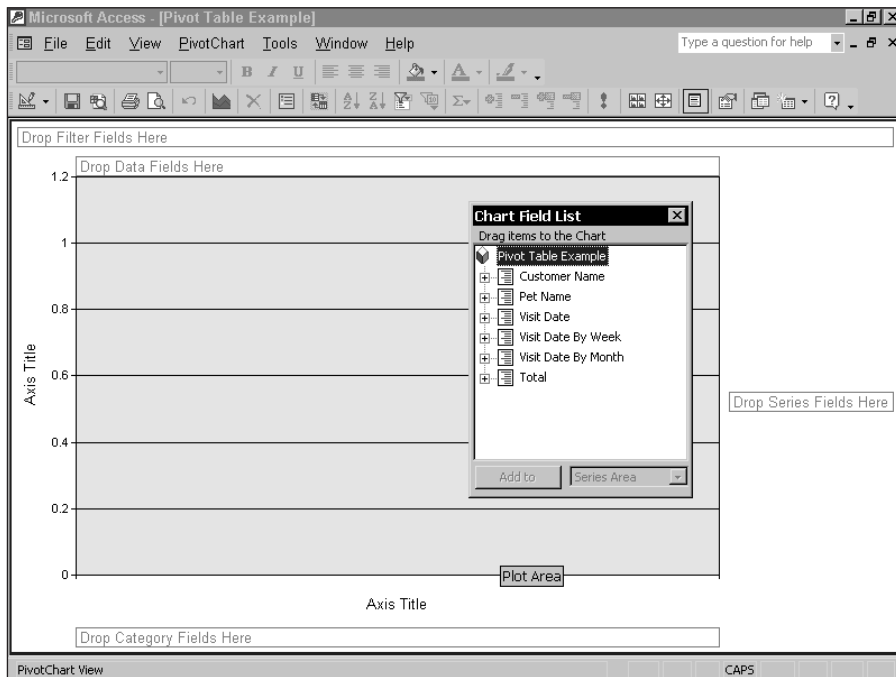 Microsoft Access - [Pivot Table Example]
File Edit View PivotChart Tools Window Help
Type a question for help
B I U A
Drop Filter Fields Here
Drop Data Fields Here
1.2
1
0.8
0.6
0.4
0.2
0
Axis Title
Chart Field List
Drag items to the Chart
Pivot Table Example
Customer Name
Pet Name
Visit Date
Visit Date By Week
Visit Date By Month
Total
Add to
Series Area
Drop Series Fields Here
Plot Area
Axis Title
Drop Category Fields Here
PivotChart View
CAPS